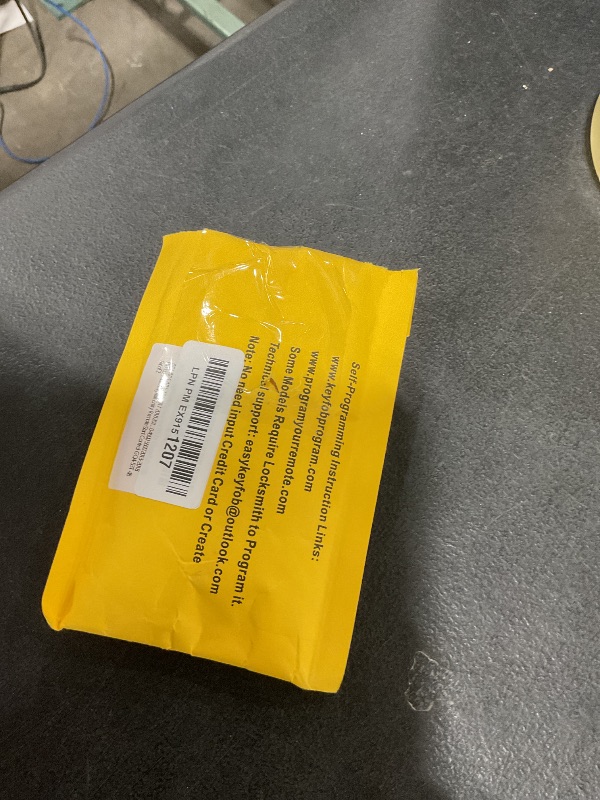 Self-Programming Instruction Links:
www.keyfobprogram.com
www.programyourremote.com
Some Models Require Locksmith to Program it.
Technical support: easykeyfob@outlook.com
Note: No need input Credit Card or Create
LPN PM EX915 1207